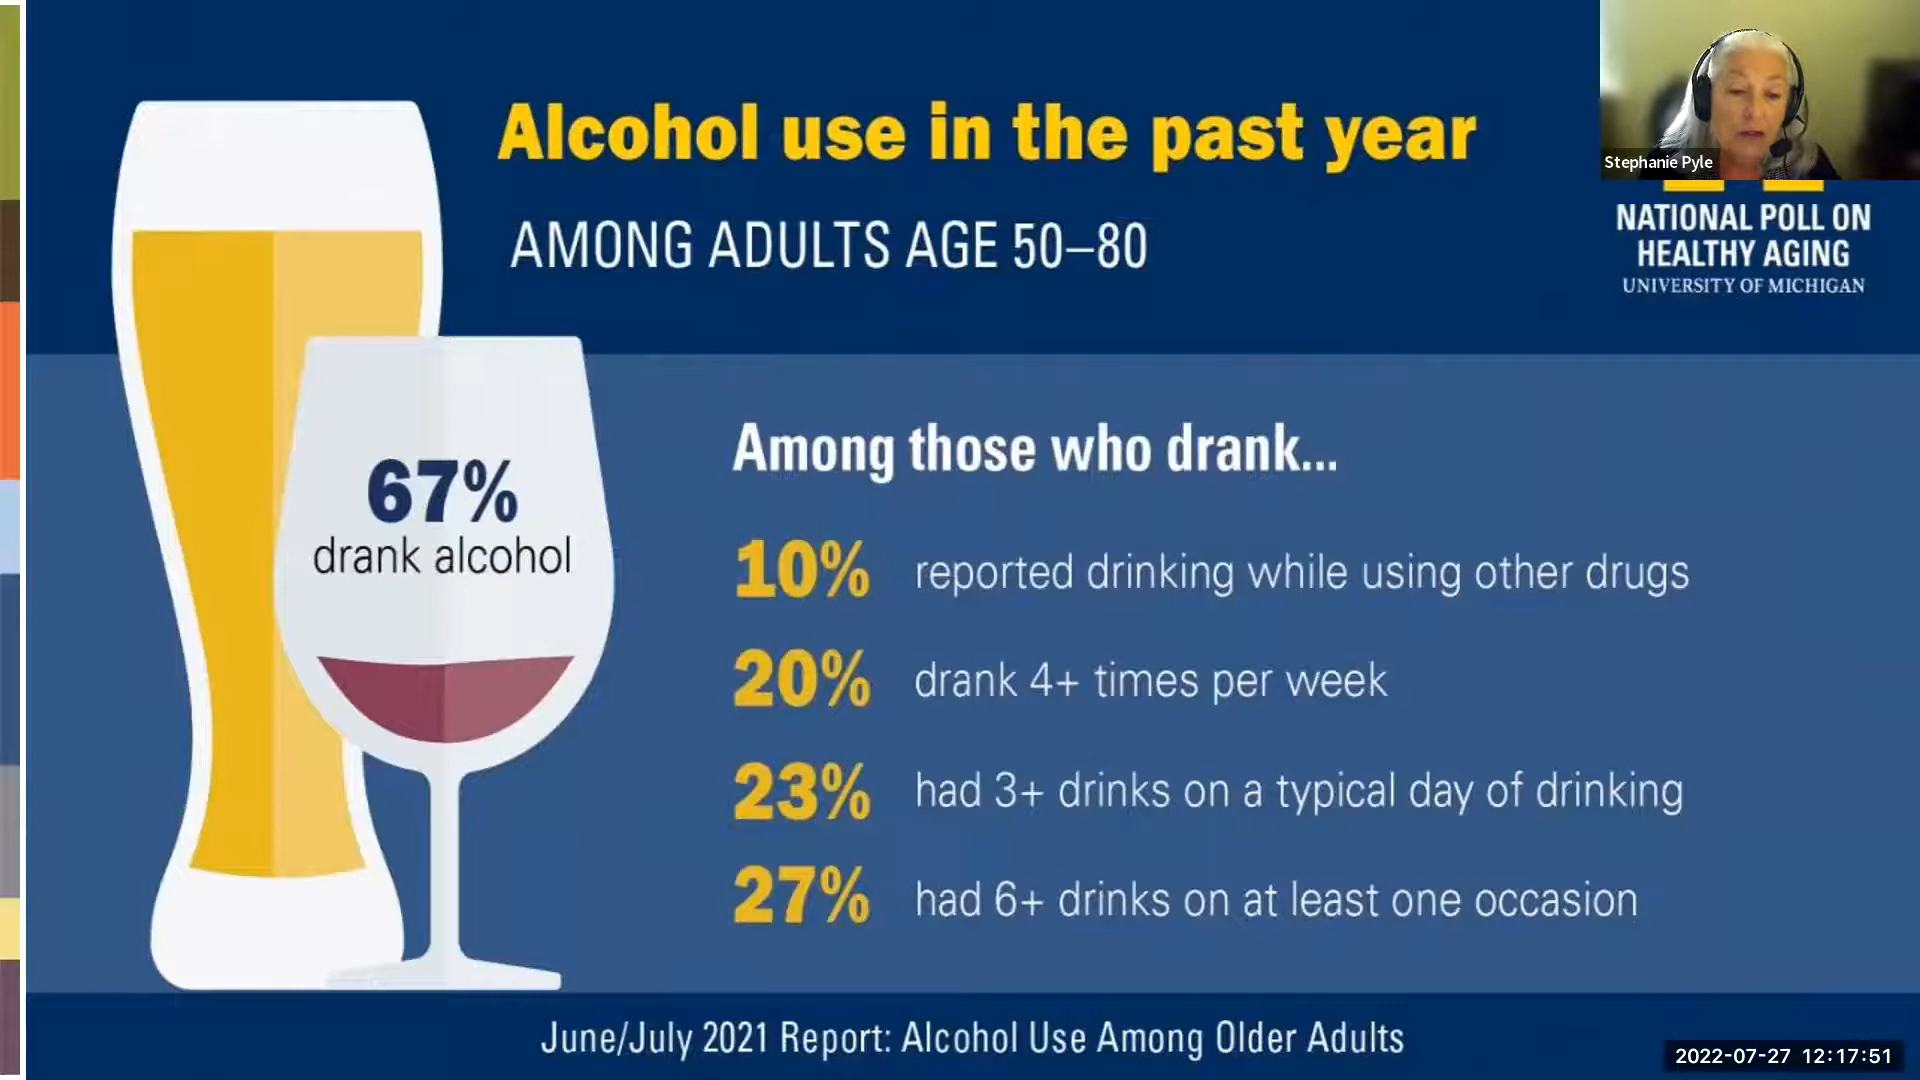 Alcohol use in the past year
AMONG ADULTS AGE 50–80
Stephanie Pyle
NATIONAL POLL ON
HEALTHY AGING
UNIVERSITY OF MICHIGAN
67%
drank alcohol
Among those who drank...
10% reported drinking while using other drugs
20% drank 4+ times per week
23% had 3+ drinks on a typical day of drinking
27% had 6+ drinks on at least one occasion
June/July 2021 Report: Alcohol Use Among Older Adults
2022-07-27 12:17:51